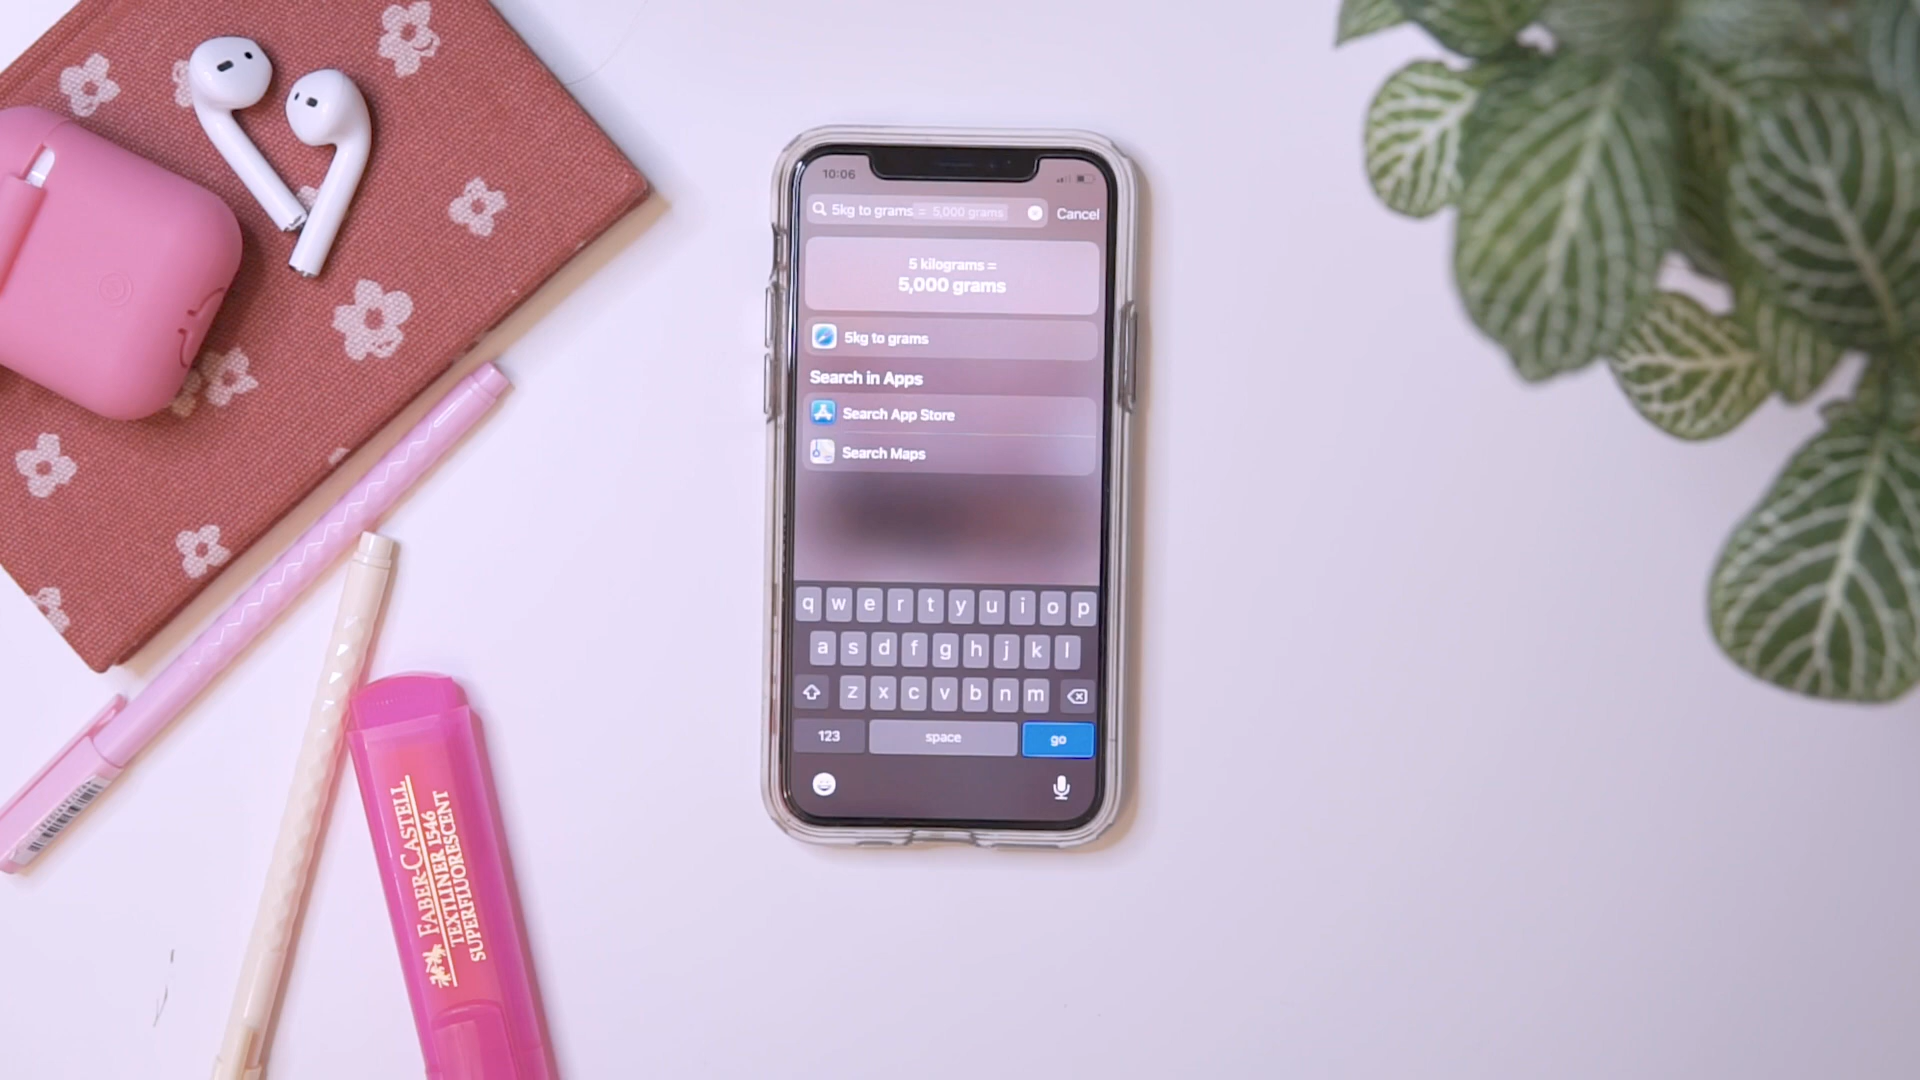 10:06
5kg to grams = 5,000 grams
Cancel
5 kilograms =
5,000 grams
5kg to grams
Search in Apps
Search App Store
Search Maps
q w e r t y u i o p
a s d f g h j k l
z x c v b n m
123 space go
FABER-CASTELL
TEXTLINER 1546
SUPERFLUORESCENT